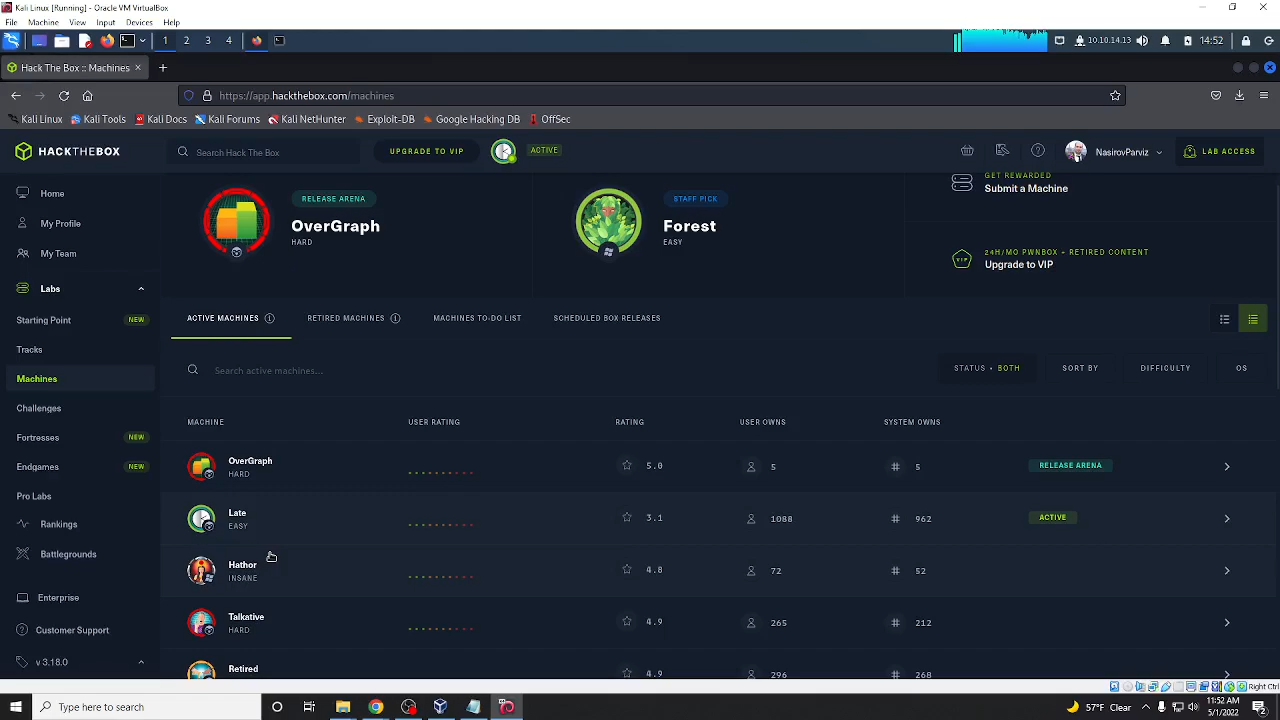 Kali Linux [Running] - Oracle VM VirtualBox
File Machine View Input Devices Help
1 2 3 4 10.10.14.13 14:52
Hack The Box :: Machines
https://app.hackthebox.com/machines
Kali Linux Kali Tools Kali Docs Kali Forums Kali NetHunter Exploit-DB Google Hacking DB OffSec
HACKTHEBOX Search Hack The Box UPGRADE TO VIP ACTIVE NasirovParviz LAB ACCESS
Home
My Profile
My Team
Labs
Starting Point NEW
Tracks
Machines
Challenges
Fortresses NEW
Endgames NEW
Pro Labs
Rankings
Battlegrounds
Enterprise
Customer Support
v 3.18.0
RELEASE ARENA
OverGraph
HARD
STAFF PICK
Forest
EASY
GET REWARDED
Submit a Machine
24H/MO PWNBOX + RETIRED CONTENT
VIP
Upgrade to VIP
ACTIVE MACHINES RETIRED MACHINES MACHINES TO-DO LIST SCHEDULED BOX RELEASES
Search active machines... STATUS • BOTH SORT BY DIFFICULTY OS
MACHINE USER RATING RATING USER OWNS SYSTEM OWNS
OverGraph 5.0 5 5 RELEASE ARENA
HARD
Late 3.1 1088 962 ACTIVE
EASY
Hathor 4.8 72 52
INSANE
Talkative 4.9 265 212
HARD
Retired 4.9 296 268
Right Ctrl
Type here to search 57°F Clear 11:52 AM
5/1/2022